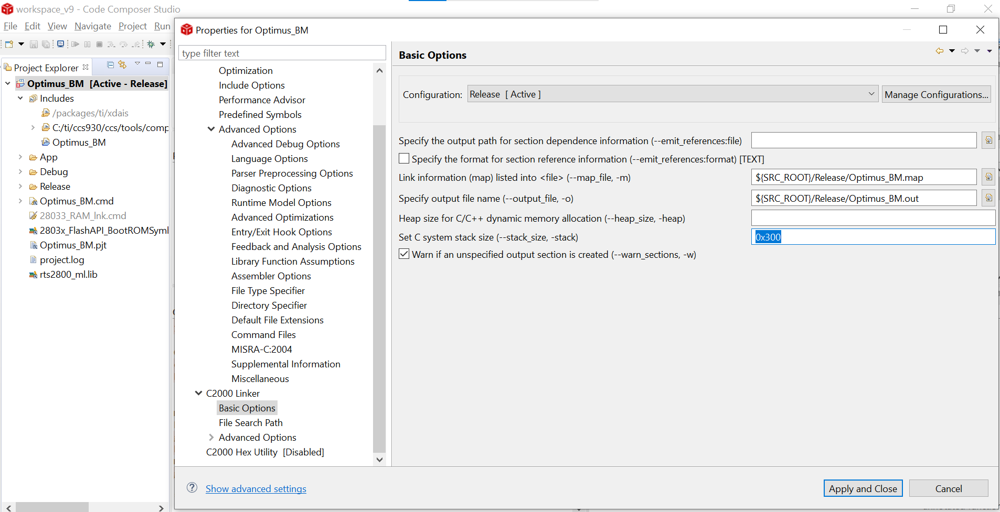 workspace_v9 - Code Composer Studio
File Edit View Navigate Project Run
Project Explorer
Optimus_BM [Active - Release]
Includes
/packages/ti/xdais
C:/ti/ccs930/ccs/tools/comp
Optimus_BM
App
Debug
Release
Optimus_BM.cmd
28033_RAM_lnk.cmd
2803x_FlashAPI_BootROMSyml
Optimus_BM.pjt
project.log
rts2800_ml.lib
Properties for Optimus_BM
type filter text
Optimization
Include Options
Performance Advisor
Predefined Symbols
Advanced Options
Advanced Debug Options
Language Options
Parser Preprocessing Options
Diagnostic Options
Runtime Model Options
Advanced Optimizations
Entry/Exit Hook Options
Feedback and Analysis Options
Library Function Assumptions
Assembler Options
File Type Specifier
Directory Specifier
Default File Extensions
Command Files
MISRA-C:2004
Supplemental Information
Miscellaneous
C2000 Linker
Basic Options
File Search Path
Advanced Options
C2000 Hex Utility [Disabled]
Basic Options
Configuration: Release [ Active ] Manage Configurations...
Specify the output path for section dependence information (--emit_references:file)
Specify the format for section reference information (--emit_references:format) [TEXT]
Link information (map) listed into <file> (--map_file, -m) ${SRC_ROOT}/Release/Optimus_BM.map
Specify output file name (--output_file, -o) ${SRC_ROOT}/Release/Optimus_BM.out
Heap size for C/C++ dynamic memory allocation (--heap_size, -heap)
Set C system stack size (--stack_size, -stack) 0x300
Warn if an unspecified output section is created (--warn_sections, -w)
Show advanced settings
Apply and Close Cancel